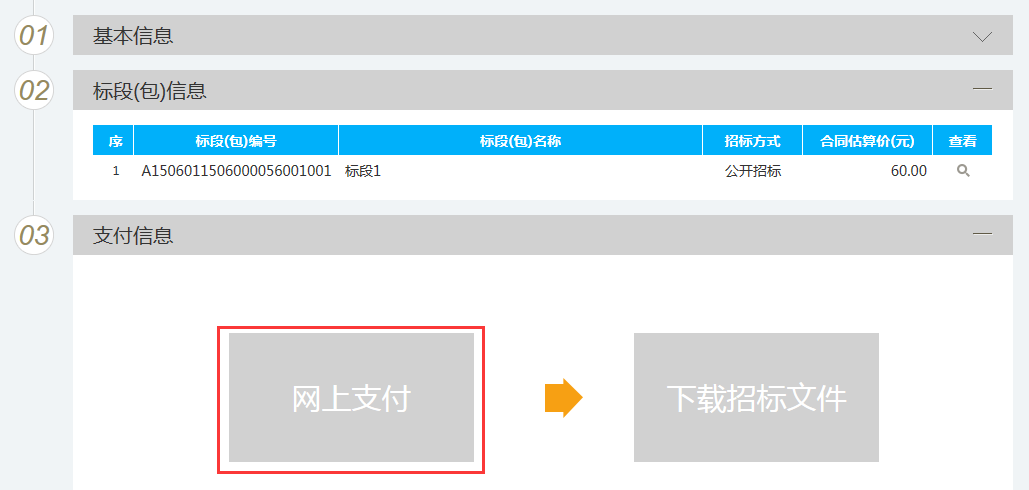 01 基本信息
02 标段(包)信息
序 标段(包)编号 标段(包)名称 招标方式 合同估算价(元) 查看
1 A1506011506000056001001 标段1 公开招标 60.00
03 支付信息
网上支付 下载招标文件